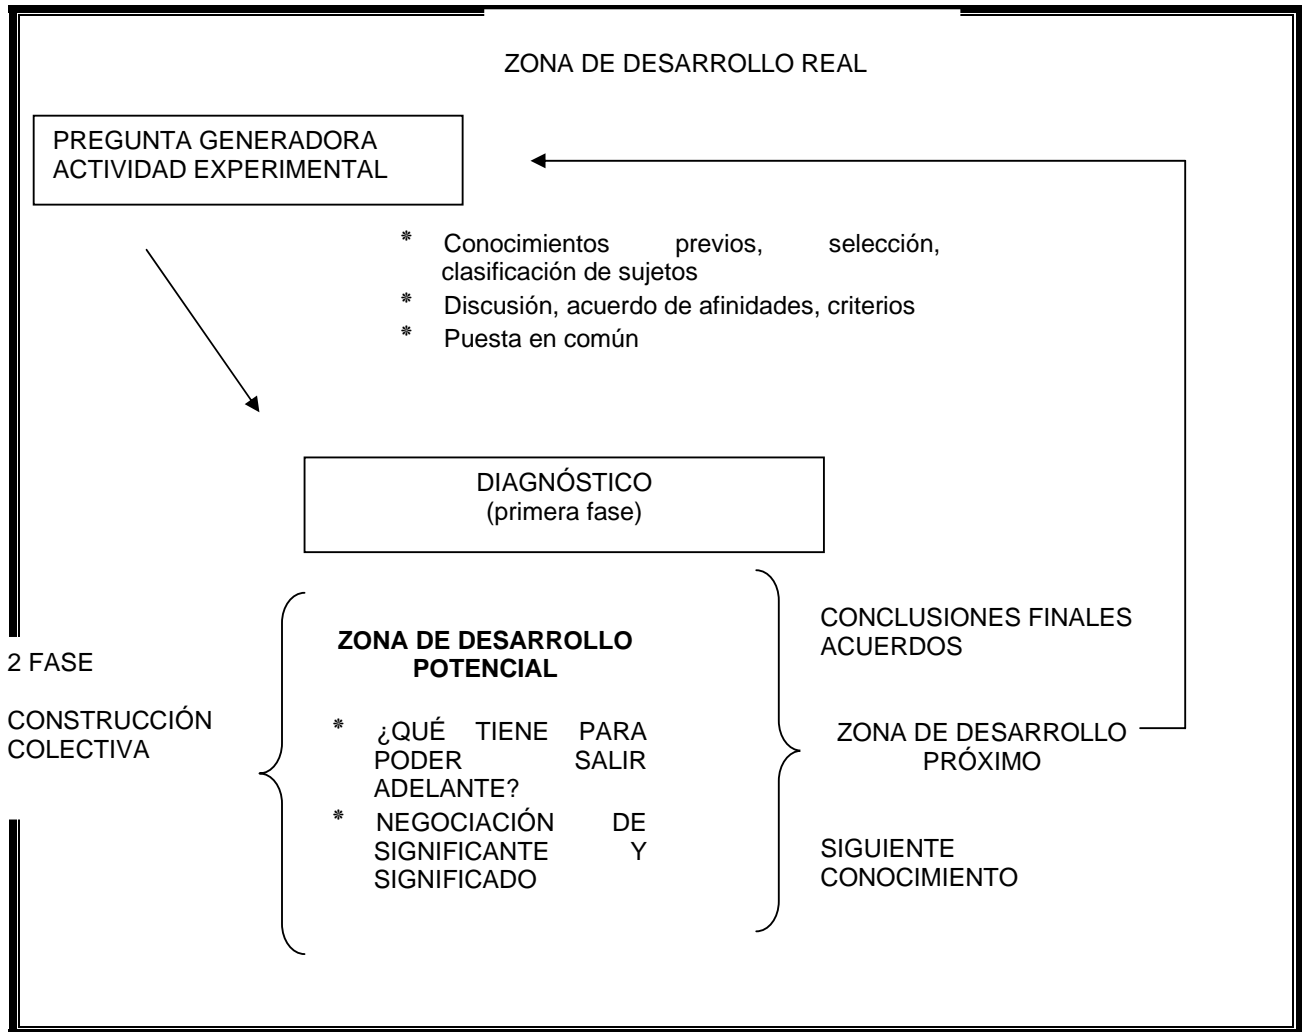 ZONA DE DESARROLLO REAL
PREGUNTA GENERADORA
ACTIVIDAD EXPERIMENTAL
* Conocimientos previos, selección,
clasificación de sujetos
* Discusión, acuerdo de afinidades, criterios
* Puesta en común
DIAGNÓSTICO
(primera fase)
2 FASE
CONSTRUCCIÓN
COLECTIVA
ZONA DE DESARROLLO
POTENCIAL
* ¿QUÉ TIENE PARA
PODER SALIR
ADELANTE?
* NEGOCIACIÓN DE
SIGNIFICANTE Y
SIGNIFICADO
CONCLUSIONES FINALES
ACUERDOS
ZONA DE DESARROLLO
PRÓXIMO
SIGUIENTE
CONOCIMIENTO